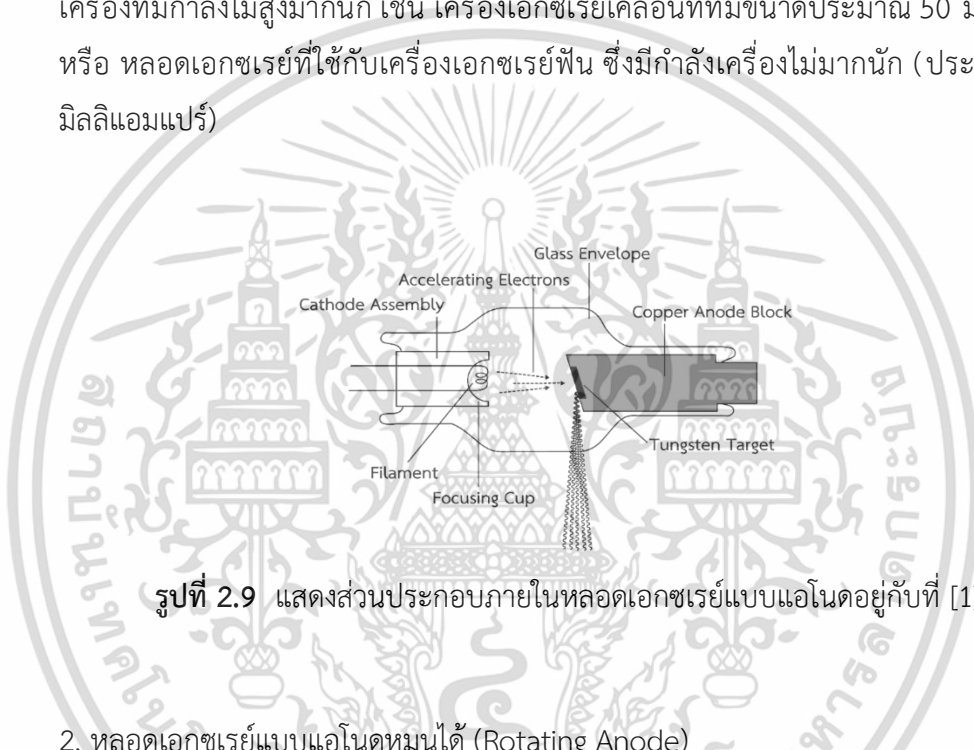 เครื่องที่มีกำลังไม่สูงมากนัก เช่น เครื่องเอกซเรย์เคลื่อนที่ที่มีขนาดประมาณ 50 ม
หรือ หลอดเอกซเรย์ที่ใช้กับเครื่องเอกซเรย์ฟัน ซึ่งมีกำลังเครื่องไม่มากนัก (ประ
มิลลิแอมแปร์)
Glass Envelope
Accelerating Electrons
Cathode Assembly
Copper Anode Block
Tungsten Target
Filament
Focusing Cup
รูปที่ 2.9 แสดงส่วนประกอบภายในหลอดเอกซเรย์แบบแอโนดอยู่กับที่ [1
2. หลอดเอกซเรย์แบบแอโนดหมุนได้ (Rotating Anode)